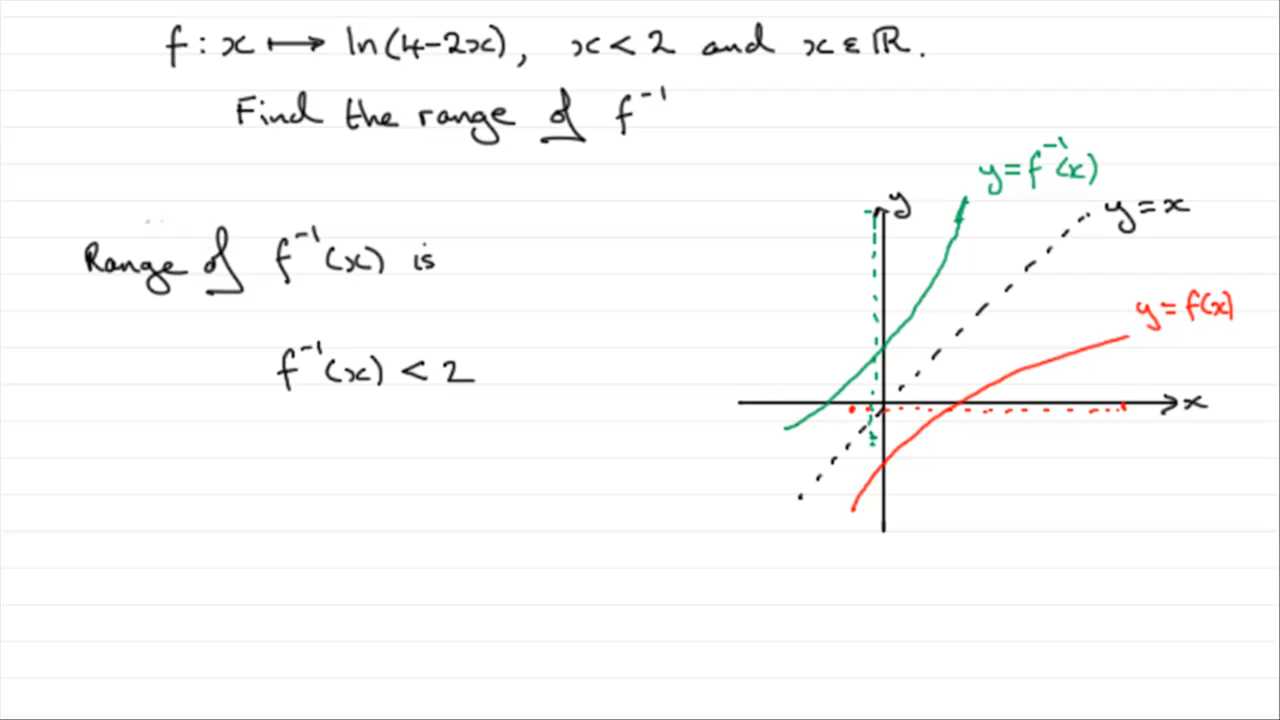 f : x ↦ ln(4-2x), x < 2 and x ∈ ℝ.
Find the range of f⁻¹
y = f⁻¹(x)
y
y = x
Range of f⁻¹(x) is
y = f(x)
f⁻¹(x) < 2
x